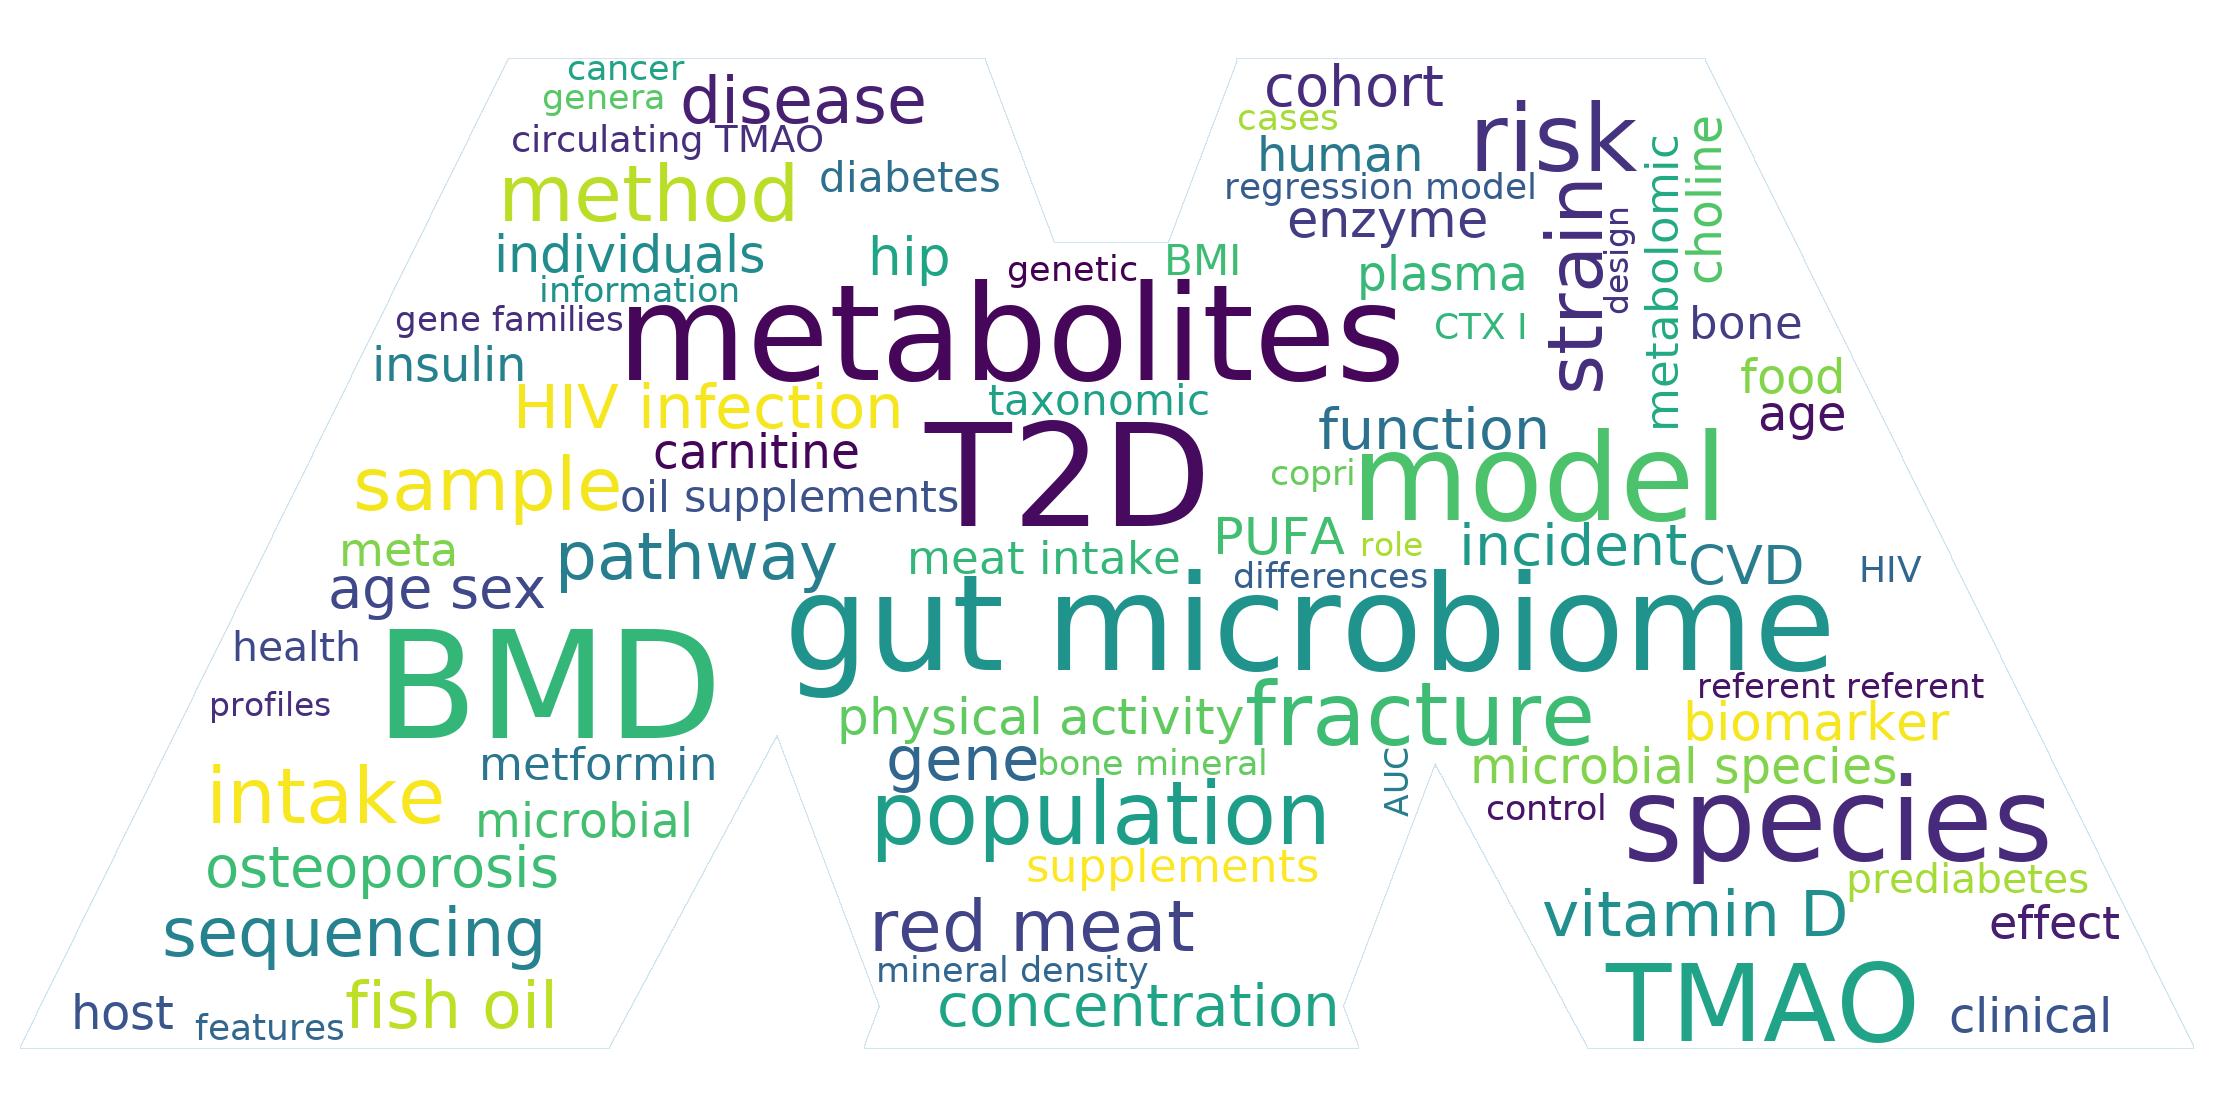 cancer
genera
disease
circulating TMAO
method
diabetes
individuals
hip
information
genetic
BMI
gene families
metabolites
insulin
HIV infection
taxonomic
carnitine
T2D
sample
oil supplements
meta
pathway
meat intake
age sex
health
BMD
profiles
metformin
intake
microbial
osteoporosis
sequencing
host
features
fish oil
cohort
cases
human
risk
regression model
enzyme
strain
design
metabolomic
choline
plasma
CTX I
bone
food
age
function
copri
model
PUFA
role
incident
differences
CVD
HIV
gut microbiome
referent referent
physical activity
fracture
biomarker
gene
bone mineral
AUC
microbial species
population
control
species
supplements
prediabetes
red meat
vitamin D
effect
mineral density
concentration
TMAO
clinical